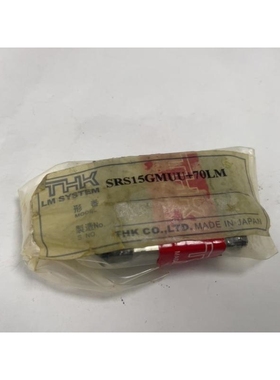 THK
LM SYSTEM
SRS15GMUU+70LM
THK CO.,LTD. MADE IN JAPAN